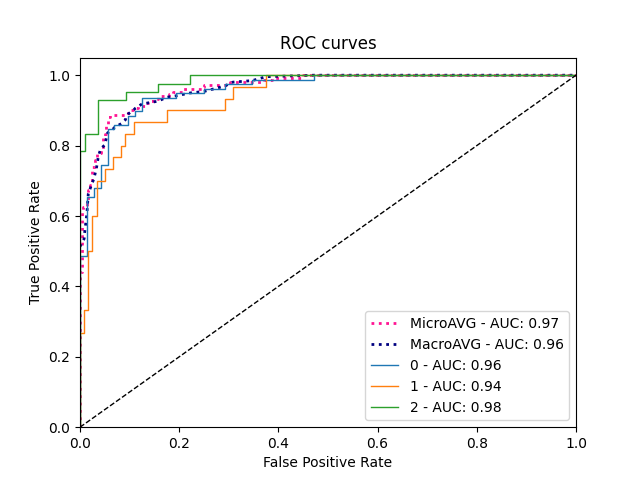 ROC curves
True Positive Rate
1.0
0.8
0.6
0.4
0.2
0.0
MicroAVG - AUC: 0.97
MacroAVG - AUC: 0.96
0 - AUC: 0.96
1 - AUC: 0.94
2 - AUC: 0.98
0.0 0.2 0.4 0.6 0.8 1.0
False Positive Rate